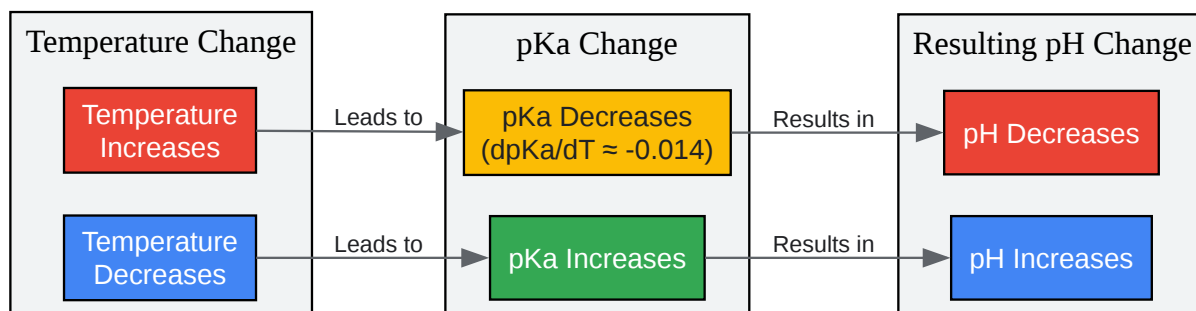 Temperature Change
pKa Change
Resulting pH Change
Temperature
Increases
Leads to
pKa Decreases
(dpKa/dT ≈ -0.014)
Results in
pH Decreases
Temperature
Decreases
Leads to
pKa Increases
Results in
pH Increases